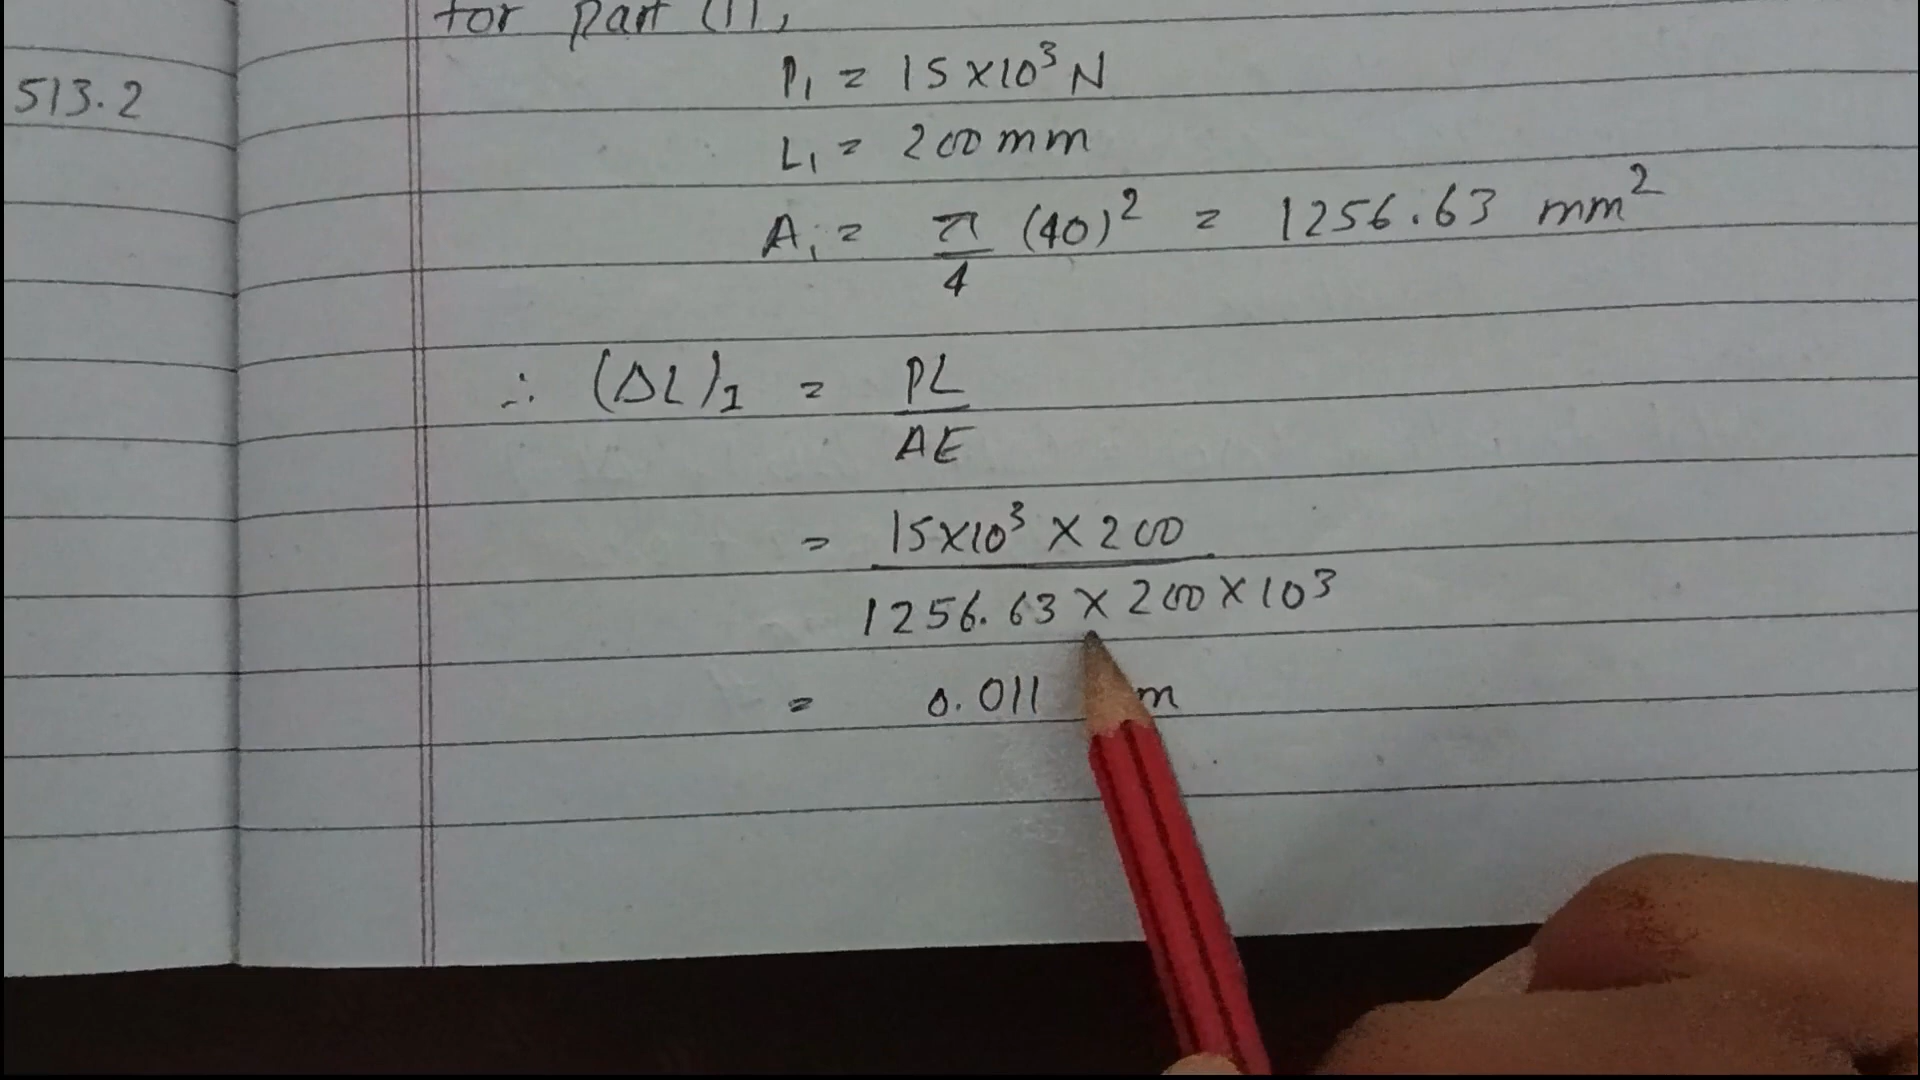 for part (1),
513.2
P₁ = 15×10³ N
L₁ = 200 mm
A₁ = π/4 (40)² = 1256.63 mm²
∴ (ΔL)₁ = PL/AE
= 15×10³ × 200 / 1256.63 × 200 × 10³
= 0.011 m